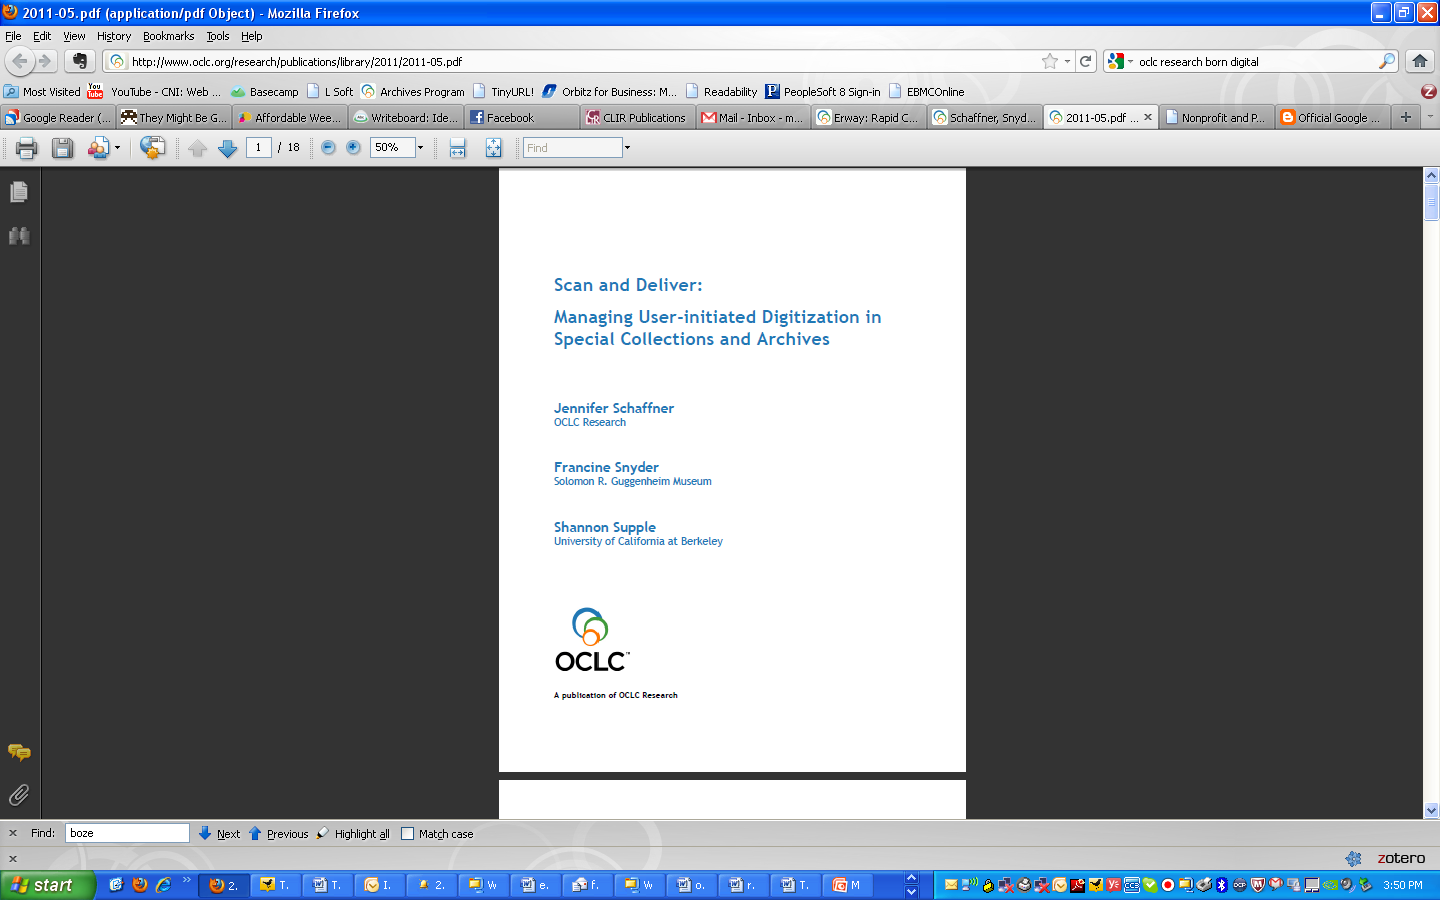 2011-05.pdf (application/pdf Object) - Mozilla Firefox
File Edit View History Bookmarks Tools Help
http://www.oclc.org/research/publications/library/2011/2011-05.pdf
oclc research born digital
Most Visited YouTube - CNI: Web ... Basecamp L Soft Archives Program TinyURL! Orbitz for Business: M... Readability PeopleSoft 8 Sign-in EBMCOnline
Google Reader (... They Might Be G... Affordable Wee... Writeboard: Ide... Facebook CLIR Publications Mail - Inbox - m... Erway: Rapid C... Schaffner, Snyd... 2011-05.pdf ... Nonprofit and P... Official Google ...
1 / 18 50% Find
Scan and Deliver:
Managing User-initiated Digitization in
Special Collections and Archives
Jennifer Schaffner
OCLC Research
Francine Snyder
Solomon R. Guggenheim Museum
Shannon Supple
University of California at Berkeley
OCLC™
A publication of OCLC Research
Find: boze Next Previous Highlight all Match case
zotero
start 2. T. T. I. 2. W e. f. W o. r. T. M 3:50 PM